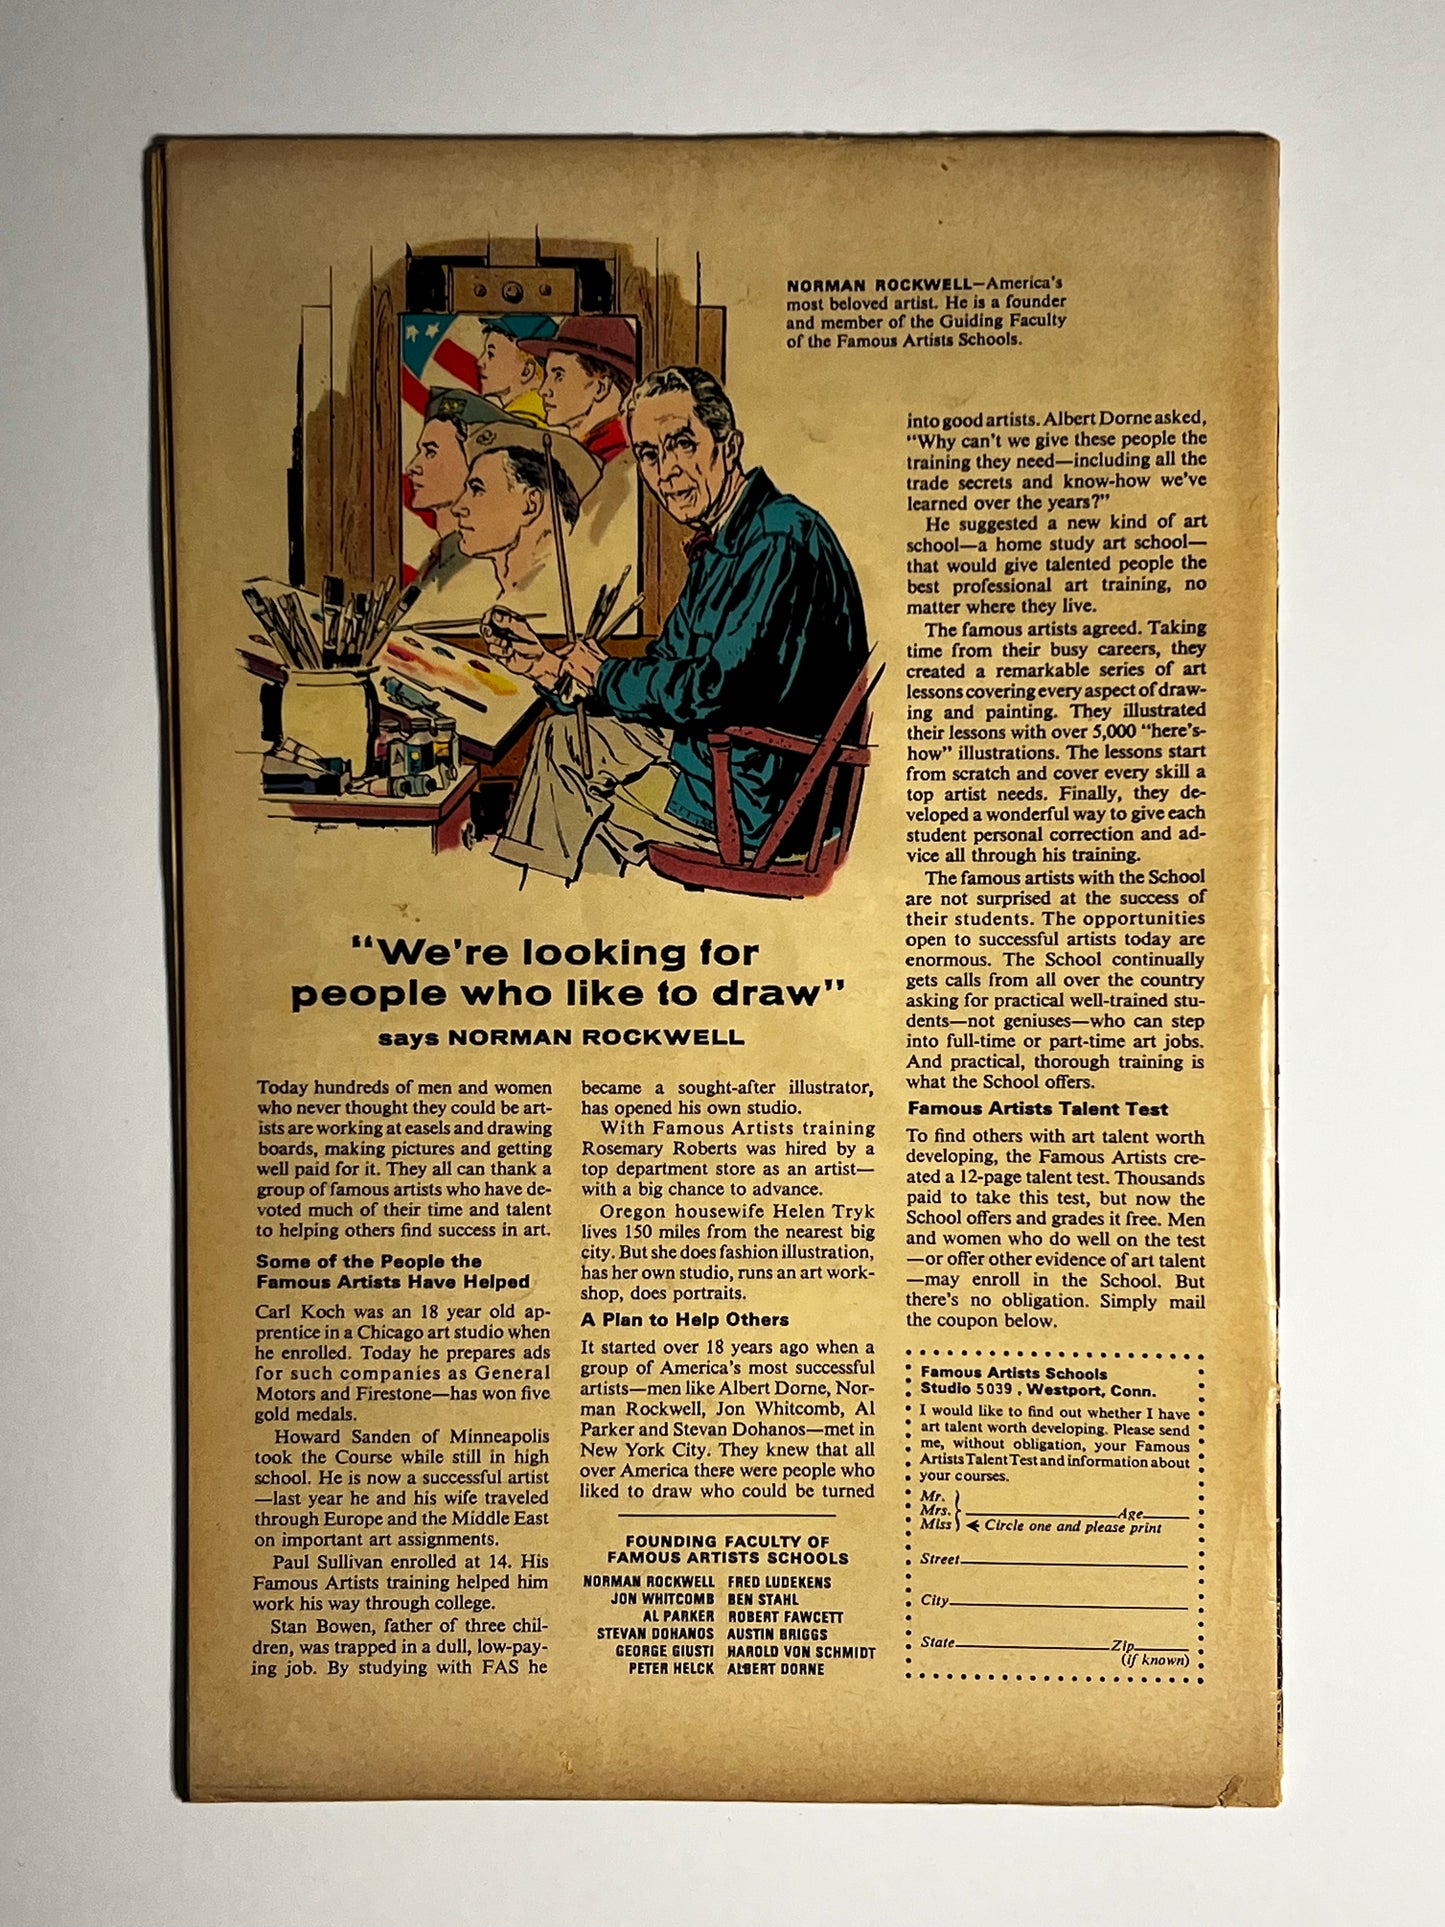 NORMAN ROCKWELL—America's
most beloved artist. He is a founder
and member of the Guiding Faculty
of the Famous Artists Schools.
"We're looking for
people who like to draw"
says NORMAN ROCKWELL
Today hundreds of men and women
who never thought they could be art-
ists are working at easels and drawing
boards, making pictures and getting
well paid for it. They all can thank a
group of famous artists who have de-
voted much of their time and talent
to helping others find success in art.
Some of the People the
Famous Artists Have Helped
Carl Koch was an 18 year old ap-
prentice in a Chicago art studio when
he enrolled. Today he prepares ads
for such companies as General
Motors and Firestone—has won five
gold medals.
Howard Sanden of Minneapolis
took the Course while still in high
school. He is now a successful artist
—last year he and his wife traveled
through Europe and the Middle East
on important art assignments.
Paul Sullivan enrolled at 14. His
Famous Artists training helped him
work his way through college.
Stan Bowen, father of three chil-
dren, was trapped in a dull, low-pay-
ing job. By studying with FAS he
became a sought-after illustrator,
has opened his own studio.
With Famous Artists training
Rosemary Roberts was hired by a
top department store as an artist—
with a big chance to advance.
Oregon housewife Helen Tryk
lives 150 miles from the nearest big
city. But she does fashion illustration,
has her own studio, runs an art work-
shop, does portraits.
A Plan to Help Others
It started over 18 years ago when a
group of America's most successful
artists—men like Albert Dorne, Nor-
man Rockwell, Jon Whitcomb, Al
Parker and Stevan Dohanos—met in
New York City. They knew that all
over America there were people who
liked to draw who could be turned
FOUNDING FACULTY OF
FAMOUS ARTISTS SCHOOLS
NORMAN ROCKWELL FRED LUDEKENS
JON WHITCOMB BEN STAHL
AL PARKER ROBERT FAWCETT
STEVAN DOHANOS AUSTIN BRIGGS
GEORGE GIUSTI HAROLD VON SCHMIDT
PETER HELCK ALBERT DORNE
into good artists. Albert Dorne asked,
"Why can't we give these people the
training they need—including all the
trade secrets and know-how we've
learned over the years?"
He suggested a new kind of art
school—a home study art school—
that would give talented people the
best professional art training, no
matter where they live.
The famous artists agreed. Taking
time from their busy careers, they
created a remarkable series of art
lessons covering every aspect of draw-
ing and painting. They illustrated
their lessons with over 5,000 "here's-
how" illustrations. The lessons start
from scratch and cover every skill a
top artist needs. Finally, they de-
veloped a wonderful way to give each
student personal correction and ad-
vice all through his training.
The famous artists with the School
are not surprised at the success of
their students. The opportunities
open to successful artists today are
enormous. The School continually
gets calls from all over the country
asking for practical well-trained stu-
dents—not geniuses—who can step
into full-time or part-time art jobs.
And practical, thorough training is
what the School offers.
Famous Artists Talent Test
To find others with art talent worth
developing, the Famous Artists cre-
ated a 12-page talent test. Thousands
paid to take this test, but now the
School offers and grades it free. Men
and women who do well on the test
—or offer other evidence of art talent
—may enroll in the School. But
there's no obligation. Simply mail
the coupon below.
Famous Artists Schools
Studio 5039, Westport, Conn.
I would like to find out whether I have
art talent worth developing. Please send
me, without obligation, your Famous
Artists Talent Test and information about
your courses.
Mr.
Mrs. Age
Miss Circle one and please print
Street
City
State Zip
(if known)